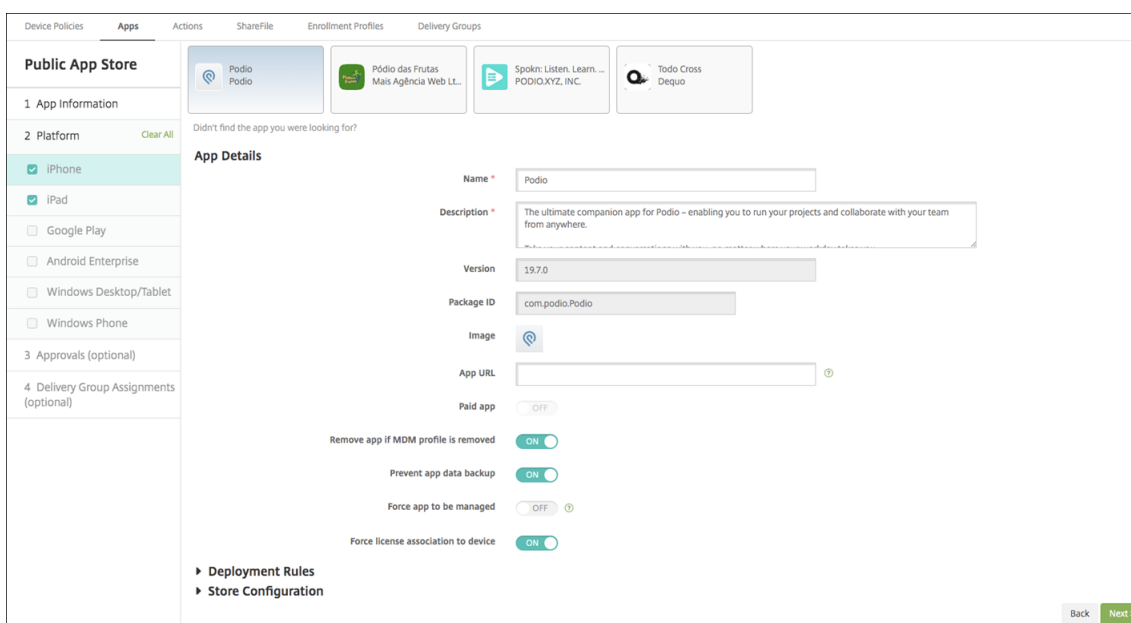 Device Policies
Apps
Actions
ShareFile
Enrollment Profiles
Delivery Groups
Public App Store
1 App Information
2 Platform
Clear All
iPhone
iPad
Google Play
Android Enterprise
Windows Desktop/Tablet
Windows Phone
3 Approvals (optional)
4 Delivery Group Assignments
(optional)
Podio
Podio
Pódio das Frutas
Mais Agência Web Lt...
Spokn: Listen. Learn. ...
PODIO.XYZ, INC.
Todo Cross
Dequo
Didn't find the app you were looking for?
App Details
Name *
Podio
Description *
The ultimate companion app for Podio – enabling you to run your projects and collaborate with your team
from anywhere.
Version
19.7.0
Package ID
com.podio.Podio
Image
App URL
Paid app
OFF
Remove app if MDM profile is removed
ON
Prevent app data backup
ON
Force app to be managed
OFF
Force license association to device
ON
Deployment Rules
Store Configuration
Back
Next